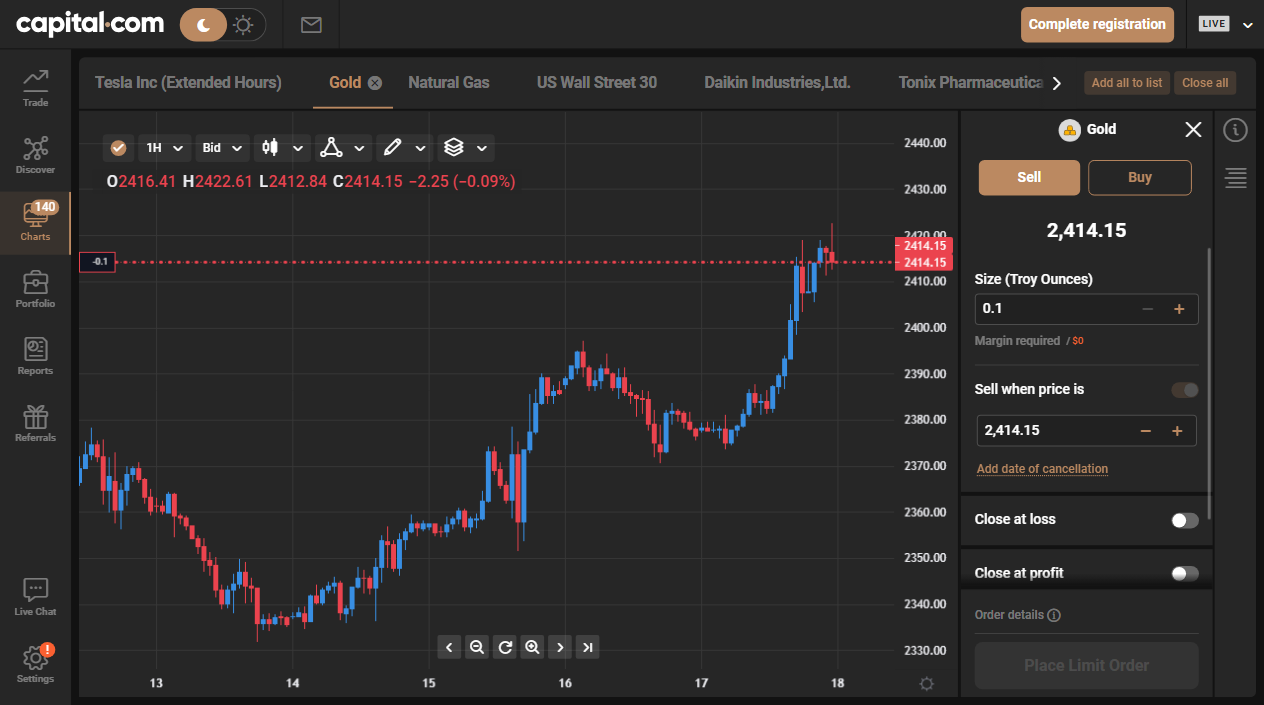 capital.com
Complete registration
LIVE
Trade
Discover
140
Charts
Portfolio
Reports
Referrals
Live Chat
!
Settings
Tesla Inc (Extended Hours)
Gold
Natural Gas
US Wall Street 30
Daikin Industries,Ltd.
Tonix Pharmaceutica
Add all to list
Close all
1H
Bid
O2416.41 H2422.61 L2412.84 C2414.15 −2.25 (−0.09%)
-0.1
2440.00
2430.00
2420.00
2414.15
2414.15
2410.00
2400.00
2390.00
2380.00
2370.00
2360.00
2350.00
2340.00
2330.00
13
14
15
16
17
18
Gold
Sell
Buy
2,414.15
Size (Troy Ounces)
0.1
Margin required / $0
Sell when price is
2,414.15
Add date of cancellation
Close at loss
Close at profit
Order details
Place Limit Order